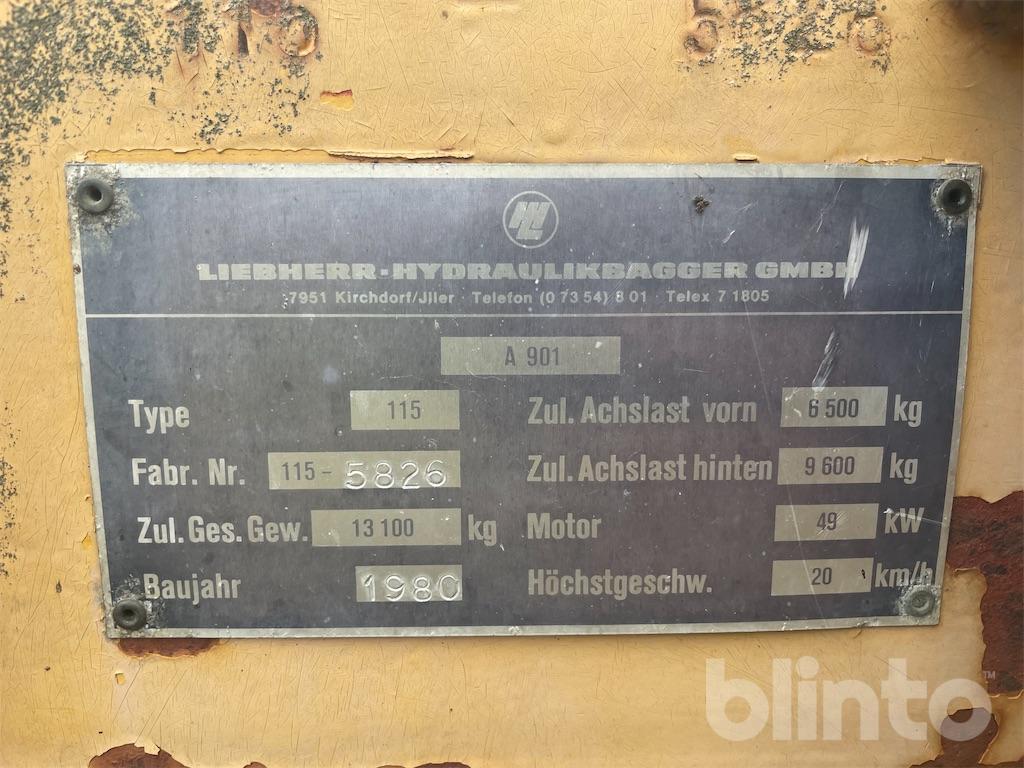 LIEBHERR-HYDRAULIKBAGGER GMBH
7951 Kirchdorf/Jller · Telefon (0 73 54) 8 01 · Telex 7 1805
A 901
Type 115
Fabr. Nr. 115 - 5826
Zul. Ges. Gew. 13 100 kg
Baujahr 1980
Zul. Achslast vorn 6 500 kg
Zul. Achslast hinten 9 600 kg
Motor 49 kW
Höchstgeschw. 20 km/h
blinto™